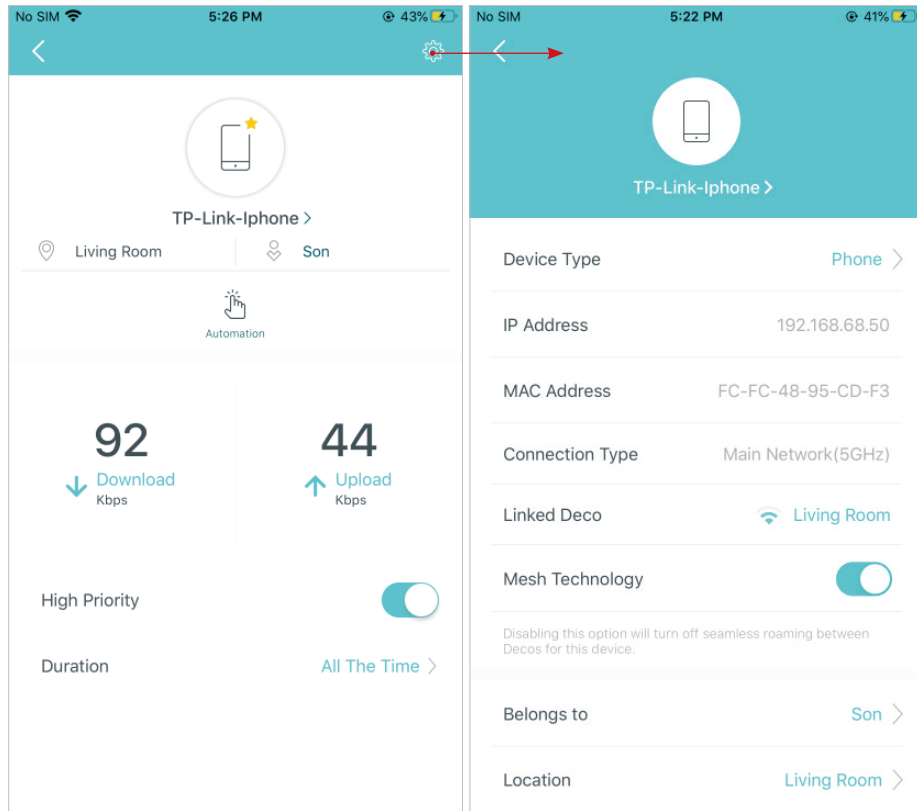 No SIM 5:26 PM 43%
TP-Link-Iphone >
Living Room Son
Automation
92 44
Download Upload
Kbps Kbps
High Priority
Duration All The Time >
No SIM 5:22 PM 41%
TP-Link-Iphone >
Device Type Phone >
IP Address 192.168.68.50
MAC Address FC-FC-48-95-CD-F3
Connection Type Main Network(5GHz)
Linked Deco Living Room
Mesh Technology
Disabling this option will turn off seamless roaming between
Decos for this device.
Belongs to Son >
Location Living Room >